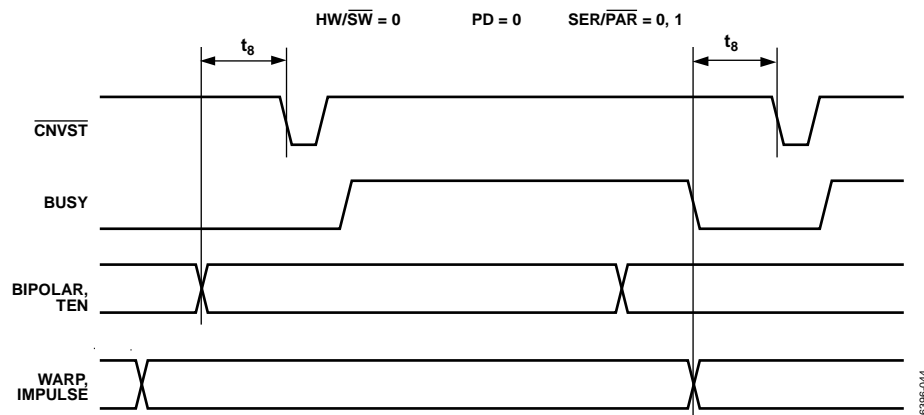 HW/SW = 0 PD = 0 SER/PAR = 0, 1
t8 t8
CNVST
BUSY
BIPOLAR,
TEN
WARP,
IMPULSE